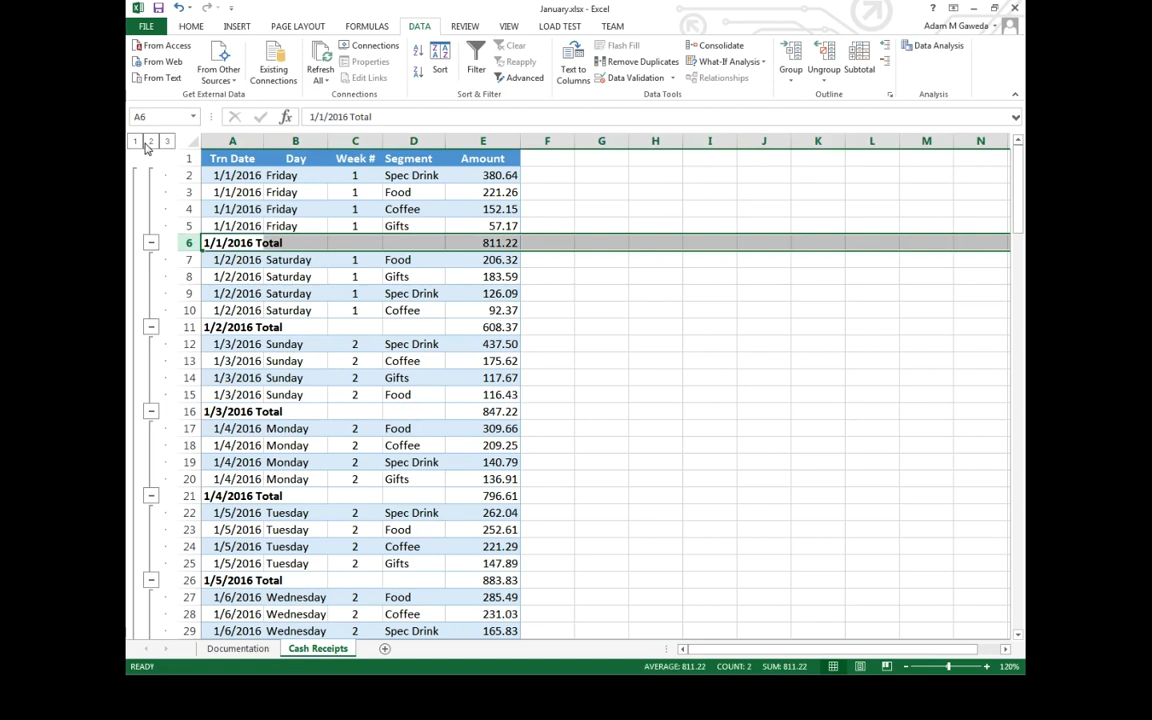 January.xlsx - Excel
?
FILE HOME INSERT PAGE LAYOUT FORMULAS DATA REVIEW VIEW LOAD TEST TEAM Adam M Gaweda
From Access
From Web
From Text
From Other Sources
Existing Connections
Get External Data
Refresh All
Connections
Properties
Edit Links
Connections
Sort
Filter
Clear
Reapply
Advanced
Sort & Filter
Text to Columns
Flash Fill
Remove Duplicates
Data Validation
Consolidate
What-If Analysis
Relationships
Data Tools
Group
Ungroup
Subtotal
Outline
Data Analysis
Analysis
A6 fx 1/1/2016 Total
1 2 3 A B C D E F G H I J K L M N
1 Trn Date Day Week # Segment Amount
2 1/1/2016 Friday 1 Spec Drink 380.64
3 1/1/2016 Friday 1 Food 221.26
4 1/1/2016 Friday 1 Coffee 152.15
5 1/1/2016 Friday 1 Gifts 57.17
6 1/1/2016 Total 811.22
7 1/2/2016 Saturday 1 Food 206.32
8 1/2/2016 Saturday 1 Gifts 183.59
9 1/2/2016 Saturday 1 Spec Drink 126.09
10 1/2/2016 Saturday 1 Coffee 92.37
11 1/2/2016 Total 608.37
12 1/3/2016 Sunday 2 Spec Drink 437.50
13 1/3/2016 Sunday 2 Coffee 175.62
14 1/3/2016 Sunday 2 Gifts 117.67
15 1/3/2016 Sunday 2 Food 116.43
16 1/3/2016 Total 847.22
17 1/4/2016 Monday 2 Food 309.66
18 1/4/2016 Monday 2 Coffee 209.25
19 1/4/2016 Monday 2 Spec Drink 140.79
20 1/4/2016 Monday 2 Gifts 136.91
21 1/4/2016 Total 796.61
22 1/5/2016 Tuesday 2 Spec Drink 262.04
23 1/5/2016 Tuesday 2 Food 252.61
24 1/5/2016 Tuesday 2 Coffee 221.29
25 1/5/2016 Tuesday 2 Gifts 147.89
26 1/5/2016 Total 883.83
27 1/6/2016 Wednesday 2 Food 285.49
28 1/6/2016 Wednesday 2 Coffee 231.03
29 1/6/2016 Wednesday 2 Spec Drink 165.83
Documentation Cash Receipts
READY AVERAGE: 811.22 COUNT: 2 SUM: 811.22 120%